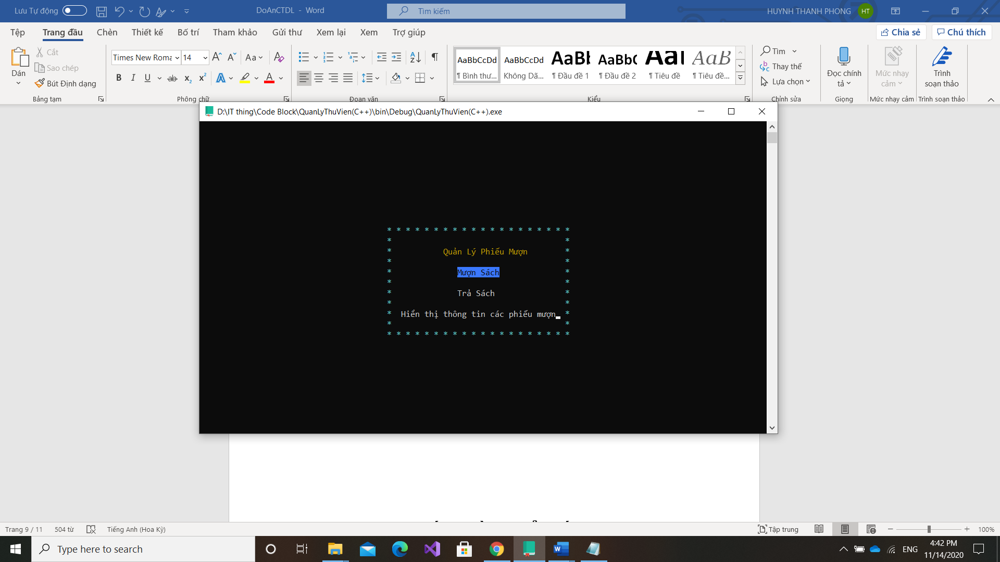 Lưu Tự động
DoAnCTDL - Word
Tìm kiếm
HUYNH THANH PHONG
HT
Tệp
Trang đầu
Chèn
Thiết kế
Bố trí
Tham khảo
Gửi thư
Xem lại
Xem
Trợ giúp
Chia sẻ
Chú thích
Dán
Cắt
Sao chép
Bút Định dạng
Bảng tạm
Times New Roma
14
Phông chữ
Đoạn văn
AaBbCcDd
¶ Bình thư...
AaBbCcDd
Không Dã...
AaBb
¶ Đầu đề 1
AaBbC
¶ Đầu đề 2
AaI
¶ Tiêu đề
AaB
¶ Tiêu đề...
Kiểu
Tìm
Thay thế
Lựa chọn
Chỉnh sửa
Đọc chính
tả
Giọng
Mức nhạy
cảm
Mức nhạy cảm
Trình
soạn thảo
Trình soạn thảo
D:\IT thing\Code Block\QuanLyThuVien(C++)\bin\Debug\QuanLyThuVien(C++).exe
* * * * * * * * * * * * * * * * * * * *
* *
* Quản Lý Phiếu Mượn *
* *
* Mượn Sách *
* *
* Trả Sách *
* *
* Hiển thị thông tin các phiếu mượn *
* *
* * * * * * * * * * * * * * * * * * * *
Trang 9 / 11
504 từ
Tiếng Anh (Hoa Kỳ)
Tập trung
100%
Type here to search
ENG
4:42 PM
11/14/2020